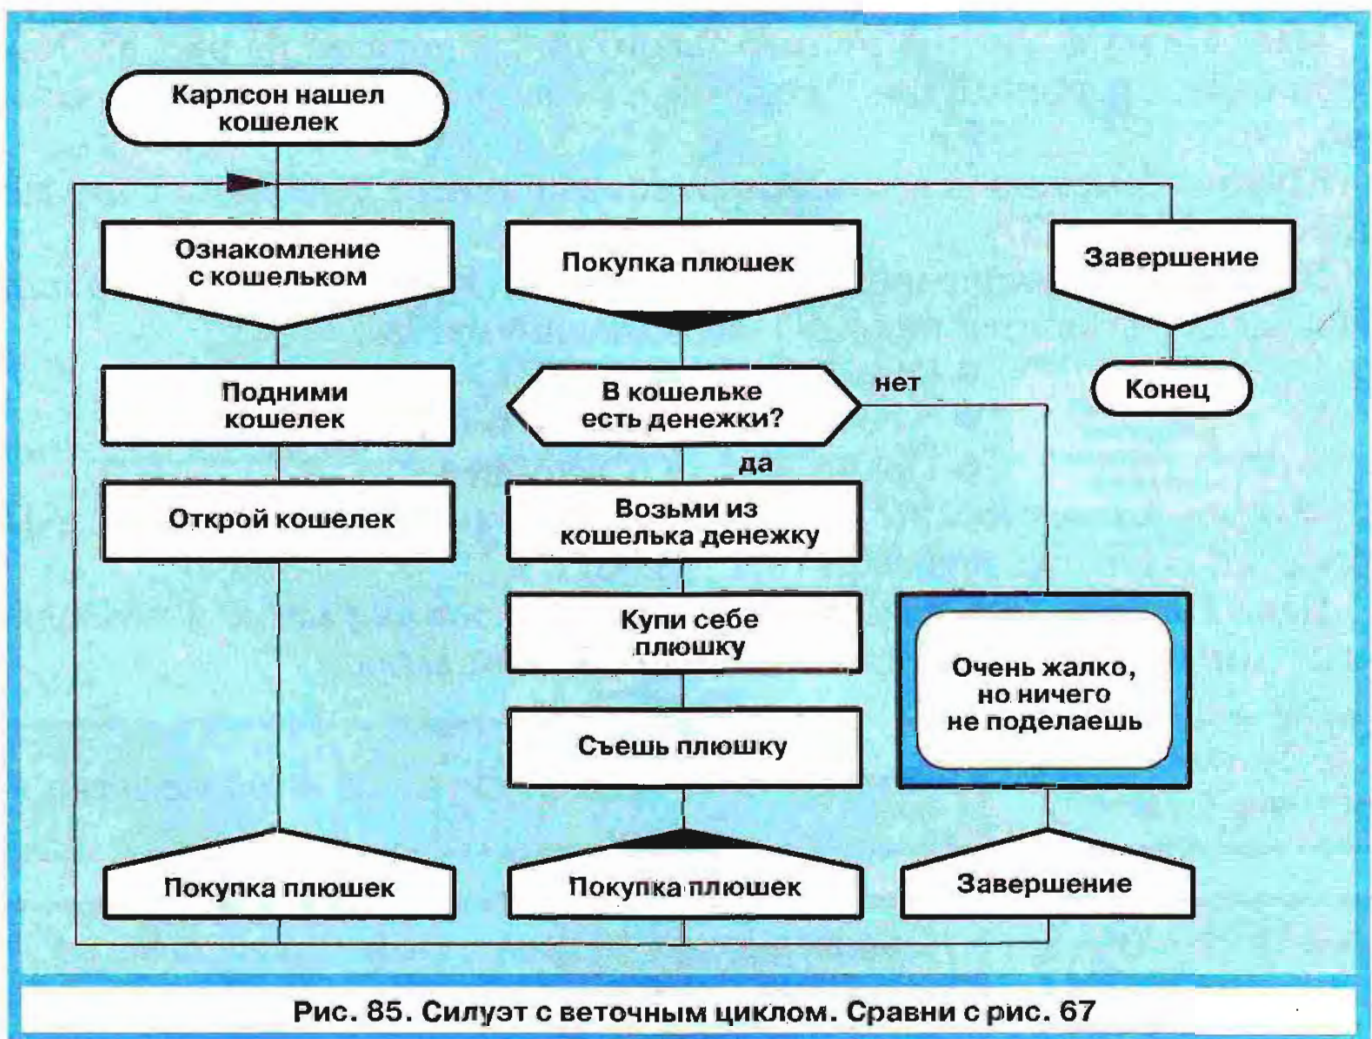 Карлсон нашел
кошелек
Ознакомление
с кошельком
Подними
кошелек
Открой кошелек
Покупка плюшек
Покупка плюшек
В кошельке
есть денежки?
нет
да
Возьми из
кошелька денежку
Купи себе
плюшку
Съешь плюшку
Покупка плюшек
Очень жалко,
но ничего
не поделаешь
Завершение
Завершение
Конец
Рис. 85. Силуэт с веточным циклом. Сравни с рис. 67